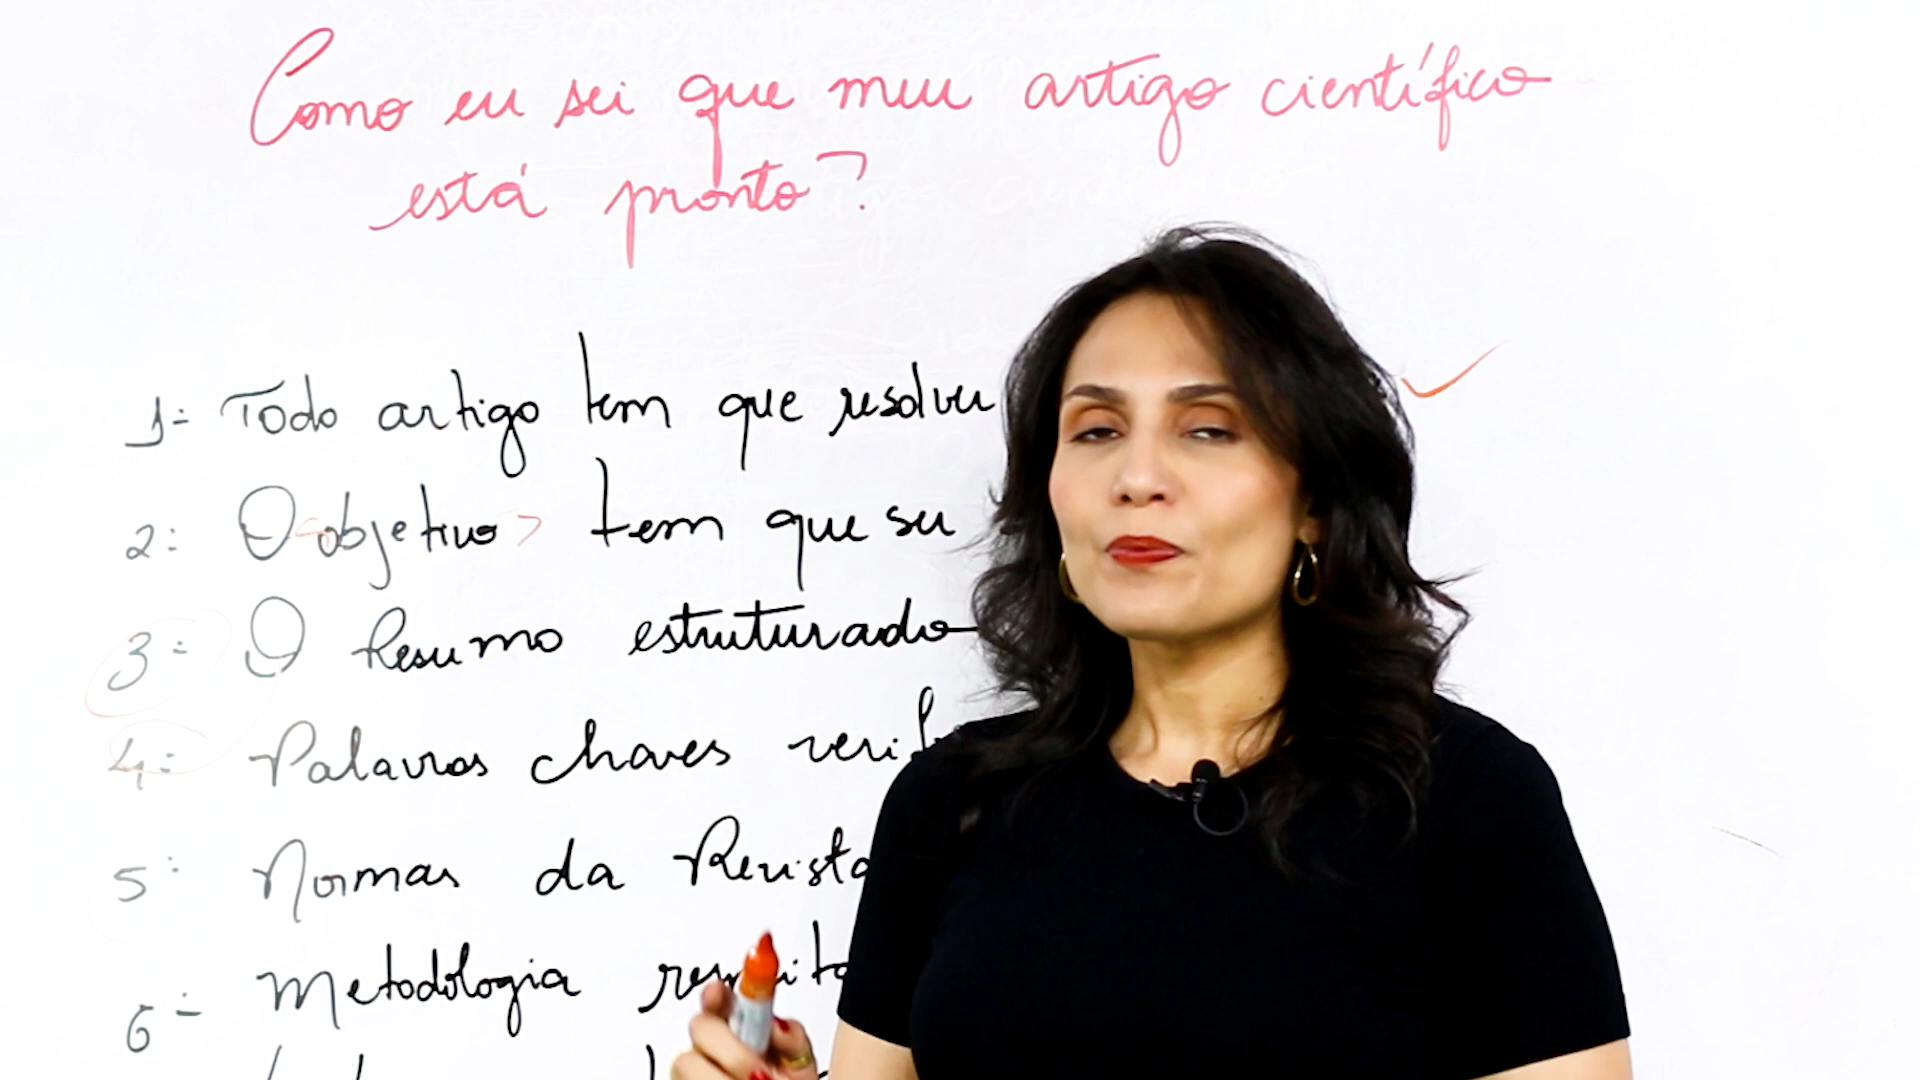 Como eu sei que meu artigo científico
está pronto?
1- Todo artigo tem que resolver
2: O objetivo tem que ser
3- O Resumo estruturado
4: Palavras chaves
5: Normas da Revista
6- Metodologia